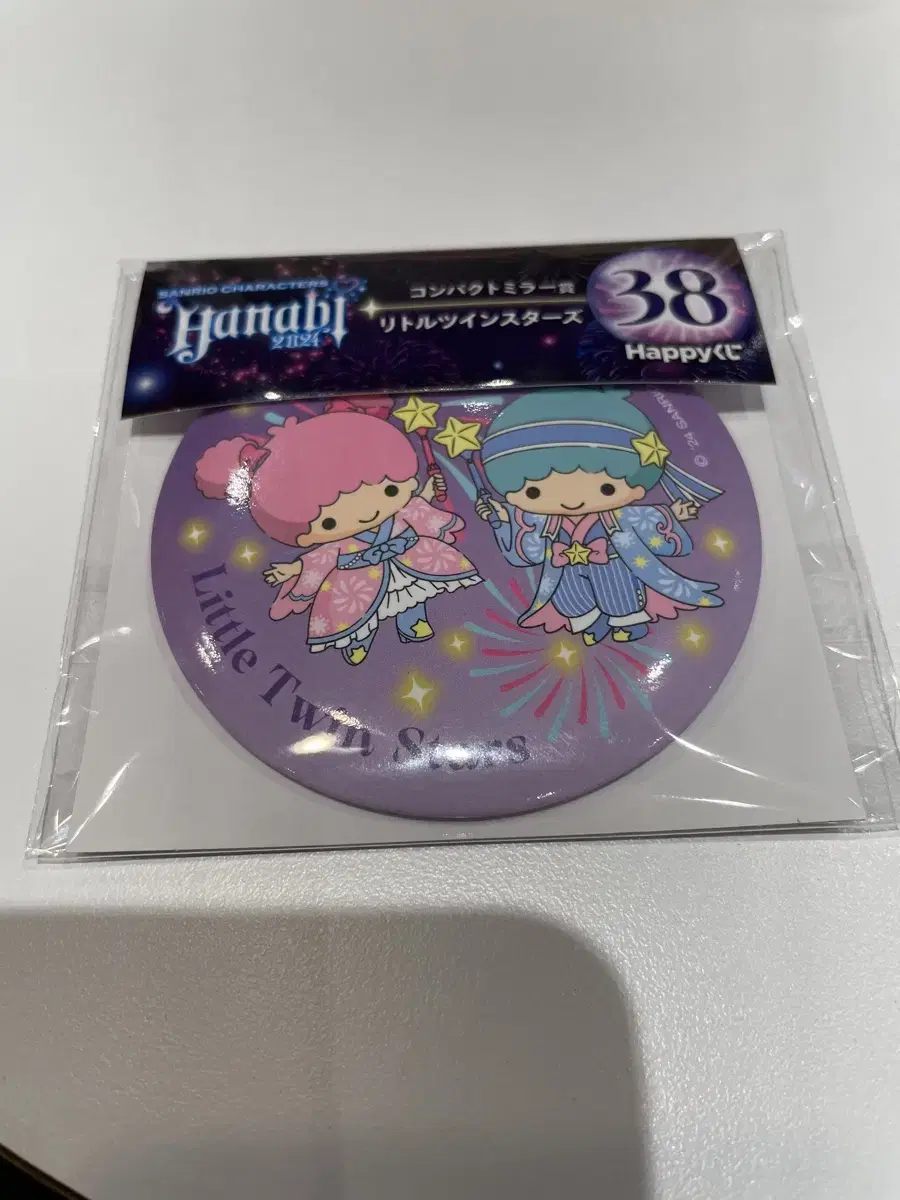 SANRIO CHARACTERS
Hanabi
2024
コンパクトミラー賞
リトルツインスターズ
38
Happyくじ
Little Twin Stars